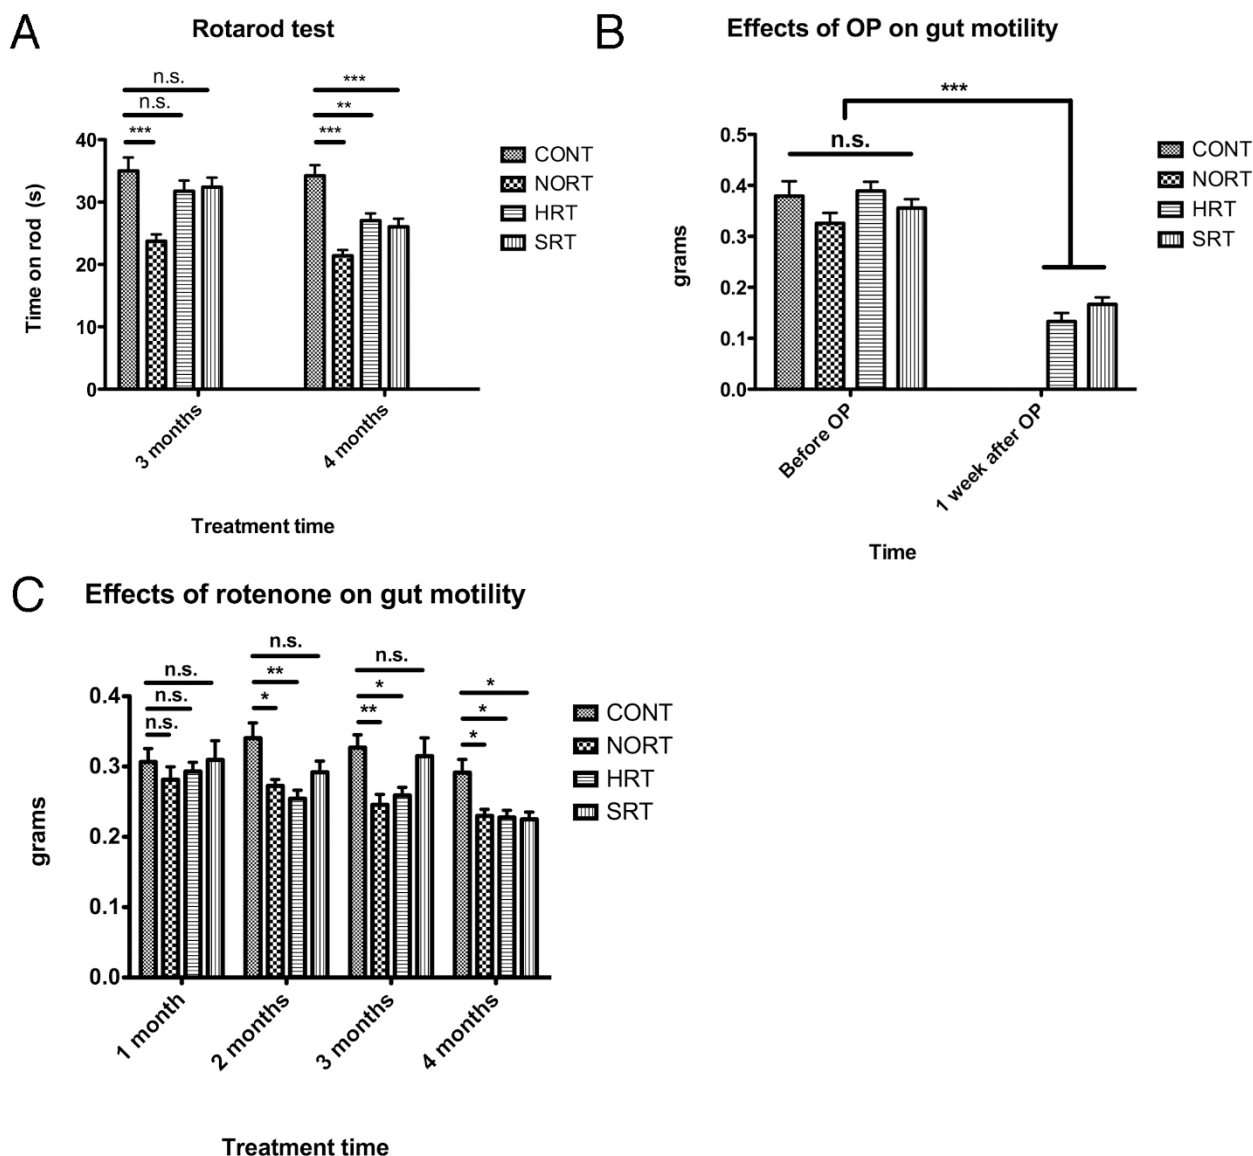 A
Rotarod test
n.s.
n.s.
***
***
**
***
40
30
20
10
0
Time on rod (s)
3 months
4 months
Treatment time
CONT
NORT
HRT
SRT
B
Effects of OP on gut motility
***
n.s.
0.5
0.4
0.3
0.2
0.1
0.0
grams
Before OP
1 week after OP
Time
CONT
NORT
HRT
SRT
C
Effects of rotenone on gut motility
n.s.
n.s.
n.s.
n.s.
**
*
n.s.
*
**
*
*
*
0.4
0.3
0.2
0.1
0.0
grams
1 month
2 months
3 months
4 months
Treatment time
CONT
NORT
HRT
SRT